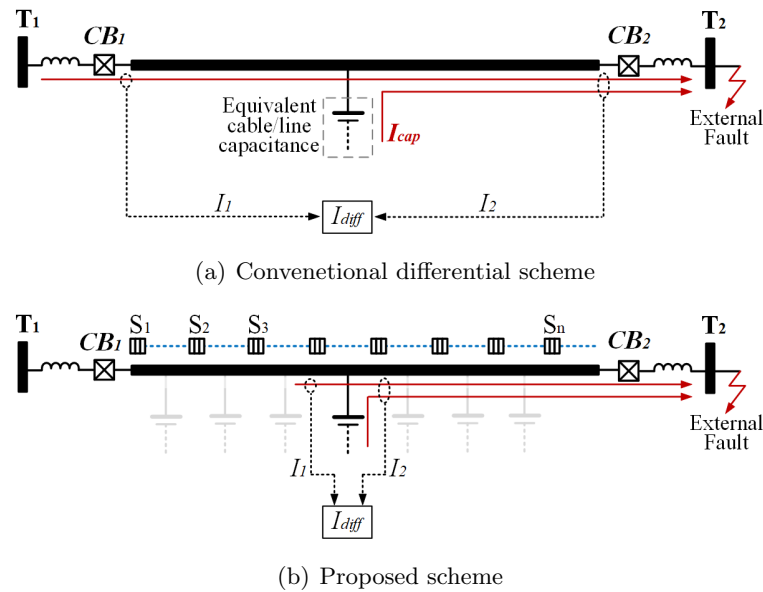 T1 CB1 CB2 T2
Equivalent
cable/line
capacitance
Icap
External
Fault
I1 Idiff I2
(a) Convenetional differential scheme
T1 CB1 S1 S2 S3 Sn CB2 T2
External
Fault
I1 I2
Idiff
(b) Proposed scheme